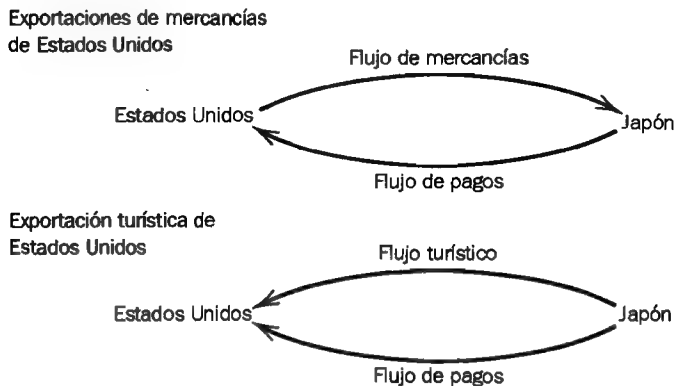 Exportaciones de mercancías
de Estados Unidos
Flujo de mercancías
Estados Unidos
Japón
Flujo de pagos
Exportación turística de
Estados Unidos
Flujo turístico
Estados Unidos
Japón
Flujo de pagos